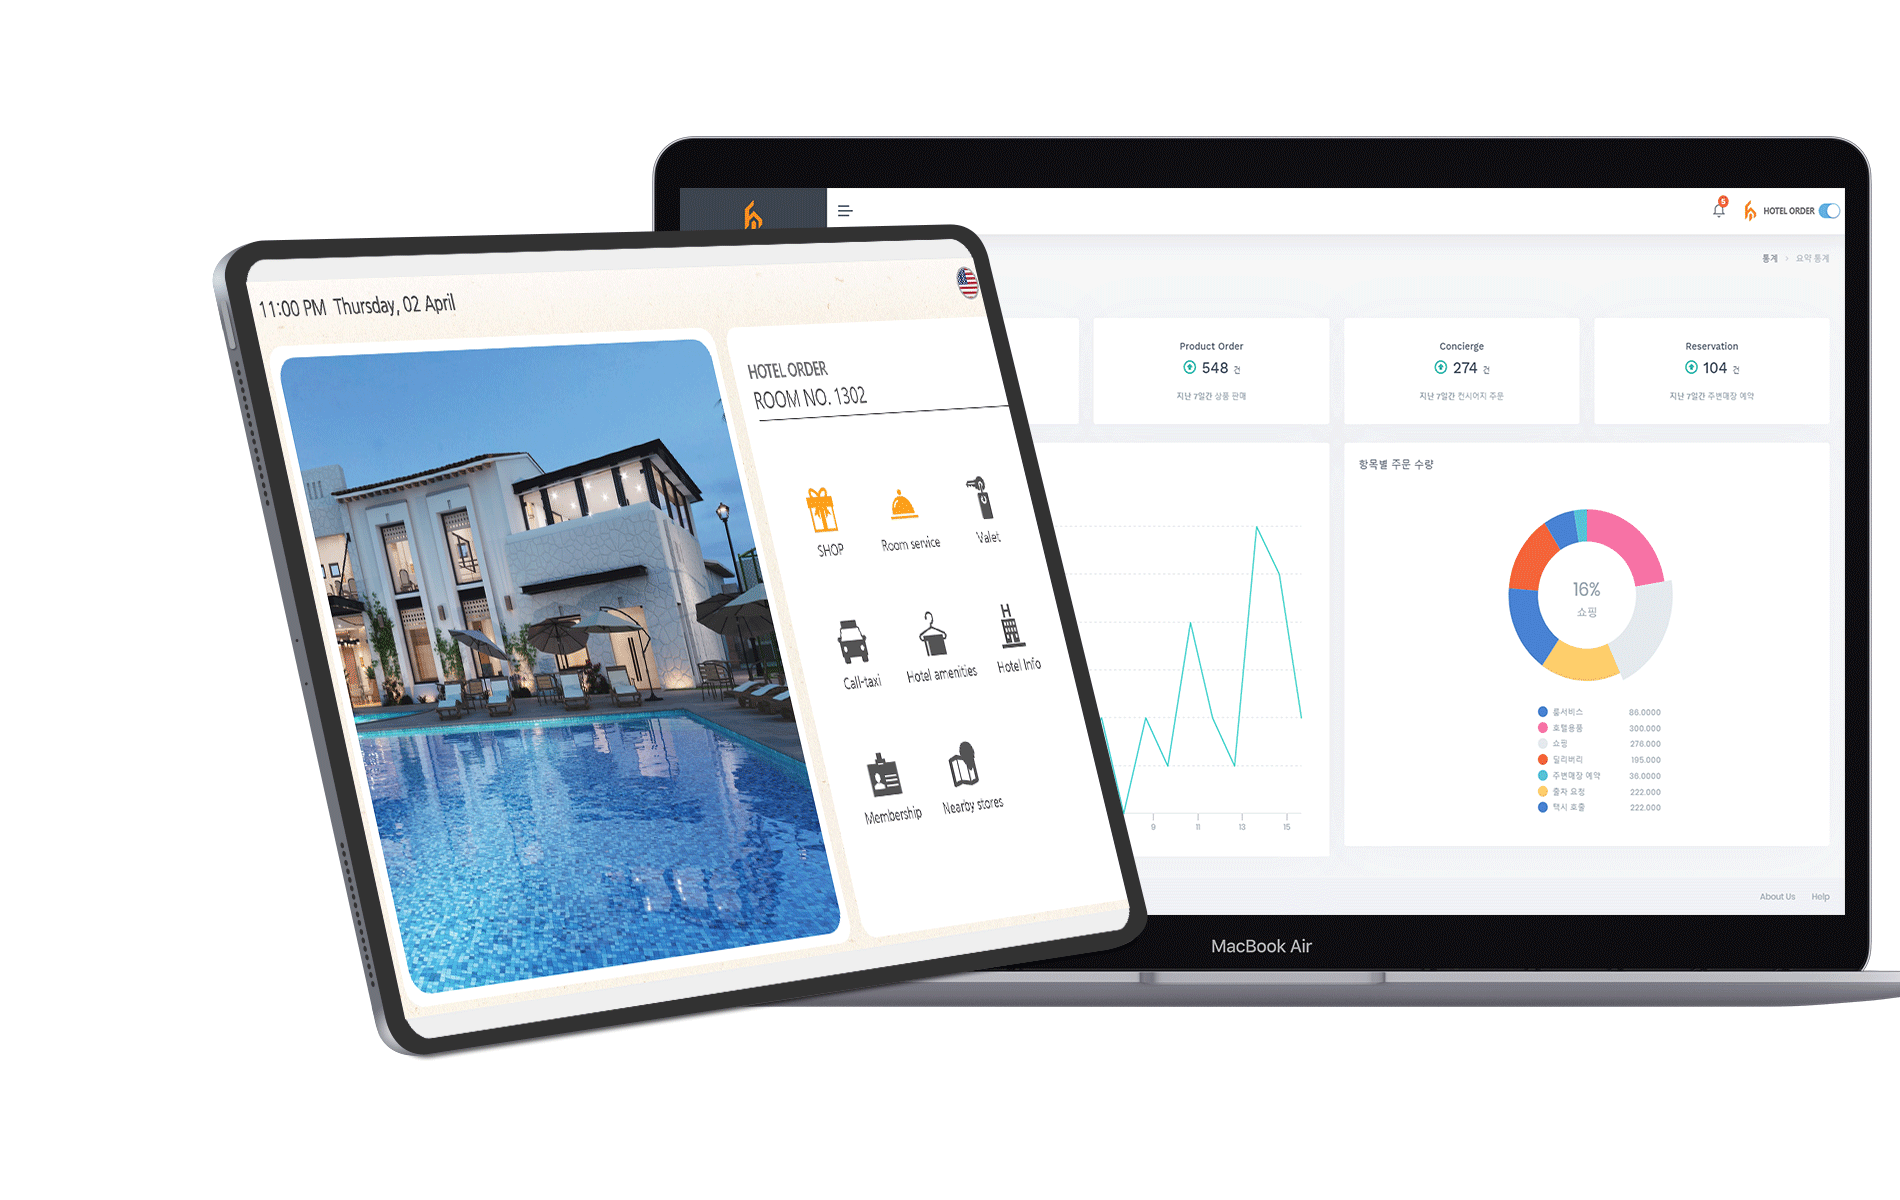 11:00 PM Thursday, 02 April
HOTEL ORDER
ROOM NO. 1302
SHOP
Room service
Valet
Call-taxi
Hotel amenities
Hotel Info
Membership
Nearby stores
5
HOTEL ORDER
통계 > 요약 통계
Product Order
548 건
지난 7일간 상품 판매
Concierge
274 건
지난 7일간 컨시어지 주문
Reservation
104 건
지난 7일간 주변매장 예약
9 11 13 15
항목별 주문 수량
16%
쇼핑
룸서비스 86.0000
호텔용품 300.000
쇼핑 276.000
딜리버리 195.000
주변매장 예약 36.0000
출차 요청 222.000
택시 호출 222.000
About Us Help
MacBook Air